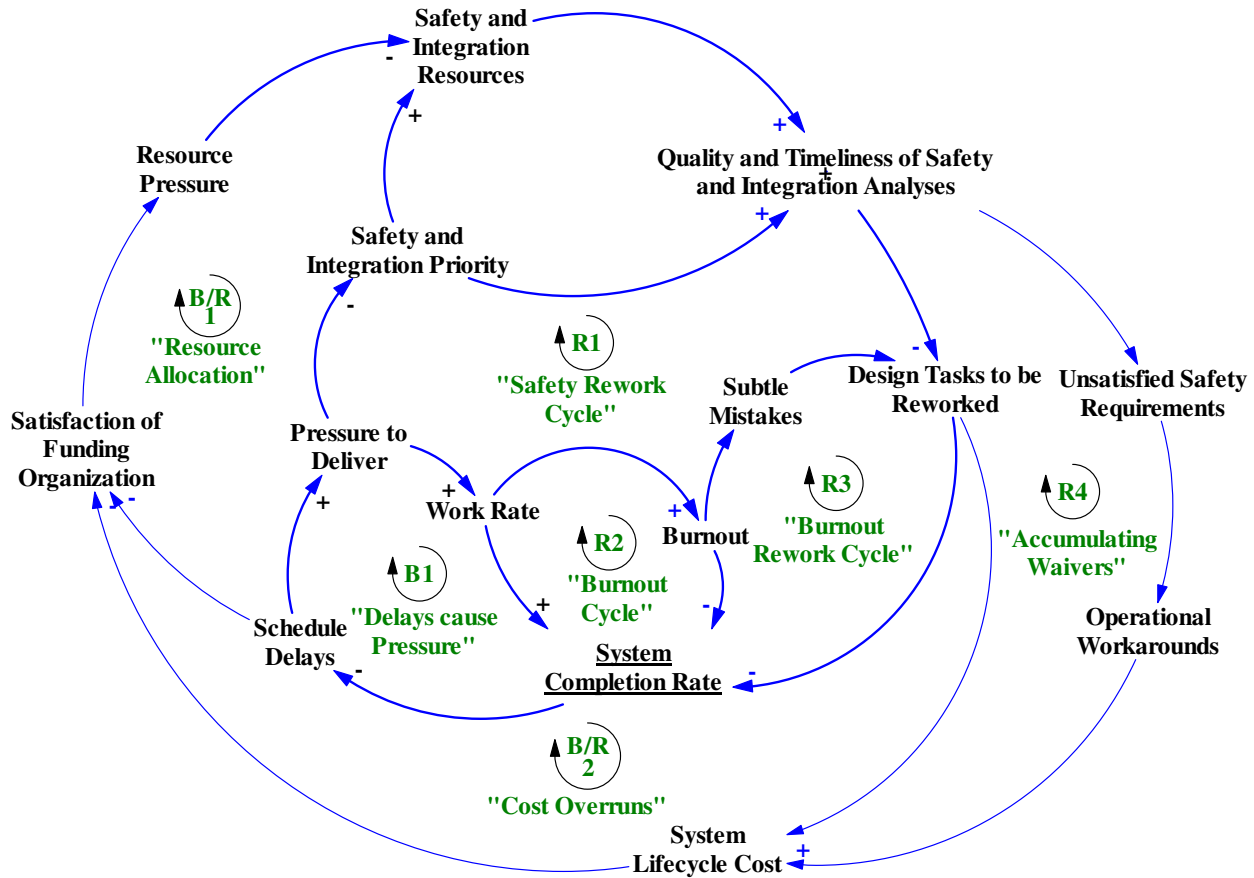 Safety and
Integration
Resources
-
+
+
Resource
Pressure
Quality and Timeliness of Safety
and Integration Analyses
+
+
Safety and
Integration Priority
-
B/R
1
"Resource
Allocation"
R1
"Safety Rework
Cycle"
-
Subtle
Mistakes
Design Tasks to be
Reworked
Unsatisfied Safety
Requirements
Satisfaction of
Funding
Organization
-
-
Pressure to
Deliver
+
+
Work Rate
+
Burnout
R3
"Burnout
Rework Cycle"
R4
"Accumulating
Waivers"
R2
"Burnout
Cycle"
B1
"Delays cause
Pressure"
+
-
Schedule
Delays
-
System
Completion Rate
-
Operational
Workarounds
B/R
2
"Cost Overruns"
System
Lifecycle Cost
+